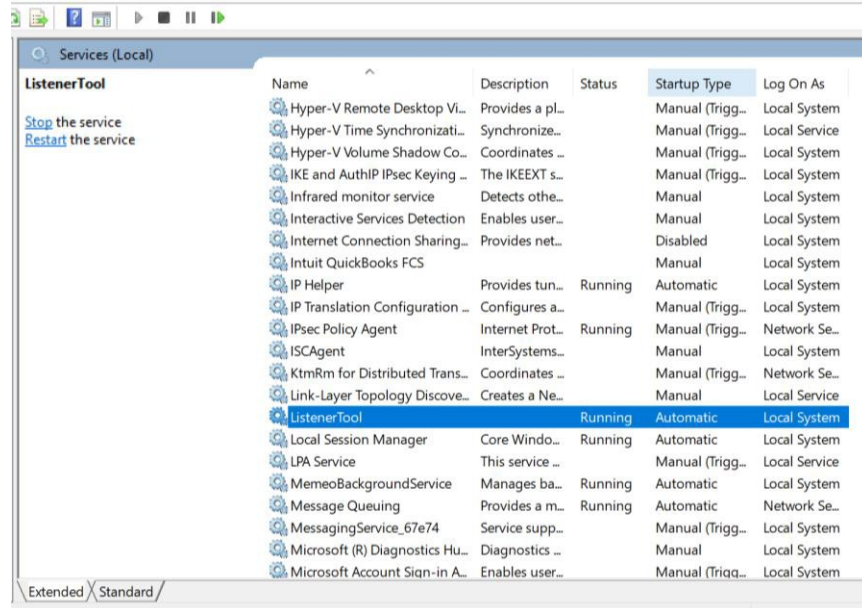 Services (Local)
ListenerTool
Stop the service
Restart the service
Name Description Status Startup Type Log On As
Hyper-V Remote Desktop Vi... Provides a pl... Manual (Trigg... Local System
Hyper-V Time Synchronizati... Synchronize... Manual (Trigg... Local Service
Hyper-V Volume Shadow Co... Coordinates ... Manual (Trigg... Local System
IKE and AuthIP IPsec Keying ... The IKEEXT s... Manual (Trigg... Local System
Infrared monitor service Detects othe... Manual Local System
Interactive Services Detection Enables user... Manual Local System
Internet Connection Sharing... Provides net... Disabled Local System
Intuit QuickBooks FCS Manual Local System
IP Helper Provides tun... Running Automatic Local System
IP Translation Configuration ... Configures a... Manual (Trigg... Local System
IPsec Policy Agent Internet Prot... Running Manual (Trigg... Network Se...
ISCAgent InterSystems... Manual Local System
KtmRm for Distributed Trans... Coordinates ... Manual (Trigg... Network Se...
Link-Layer Topology Discove... Creates a Ne... Manual Local Service
ListenerTool Running Automatic Local System
Local Session Manager Core Windo... Running Automatic Local System
LPA Service This service ... Manual (Trigg... Local Service
MemeoBackgroundService Manages ba... Running Automatic Local System
Message Queuing Provides a m... Running Automatic Network Se...
MessagingService_67e74 Service supp... Manual (Trigg... Local System
Microsoft (R) Diagnostics Hu... Diagnostics ... Manual Local System
Microsoft Account Sign-in A... Enables user... Manual (Trigg... Local System
Extended Standard